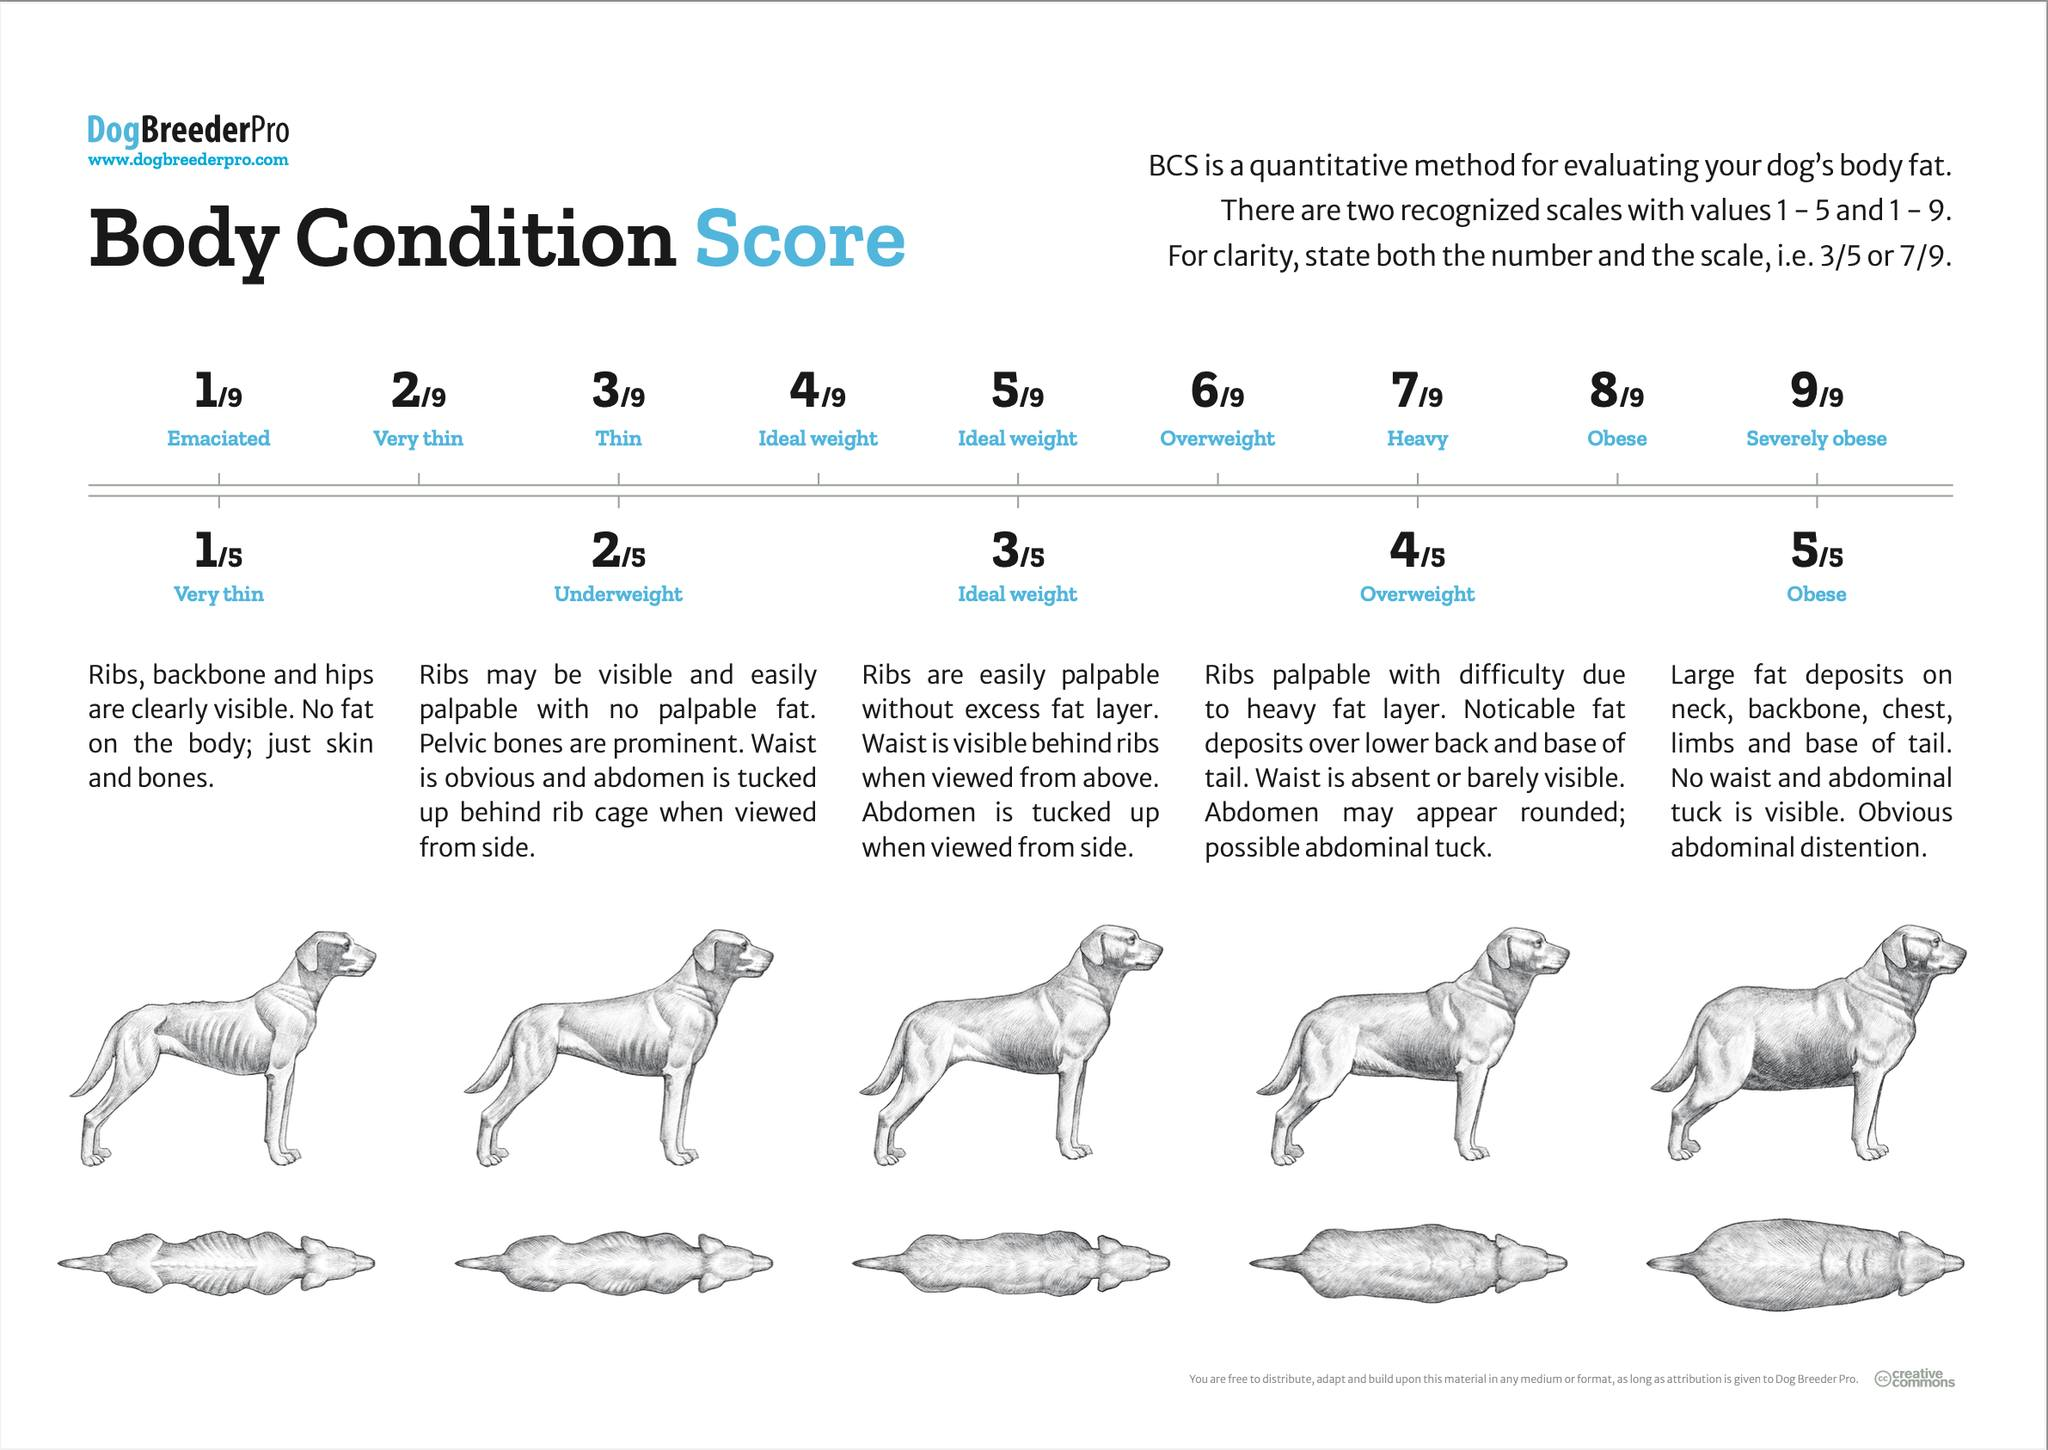 DogBreederPro
www.dogbreederpro.com
Body Condition Score
BCS is a quantitative method for evaluating your dog’s body fat.
There are two recognized scales with values 1 – 5 and 1 – 9.
For clarity, state both the number and the scale, i.e. 3/5 or 7/9.
1/9 2/9 3/9 4/9 5/9 6/9 7/9 8/9 9/9
Emaciated Very thin Thin Ideal weight Ideal weight Overweight Heavy Obese Severely obese
1/5 2/5 3/5 4/5 5/5
Very thin Underweight Ideal weight Overweight Obese
Ribs, backbone and hips
are clearly visible. No fat
on the body; just skin
and bones.
Ribs may be visible and easily
palpable with no palpable fat.
Pelvic bones are prominent. Waist
is obvious and abdomen is tucked
up behind rib cage when viewed
from side.
Ribs are easily palpable
without excess fat layer.
Waist is visible behind ribs
when viewed from above.
Abdomen is tucked up
when viewed from side.
Ribs palpable with difficulty due
to heavy fat layer. Noticable fat
deposits over lower back and base of
tail. Waist is absent or barely visible.
Abdomen may appear rounded;
possible abdominal tuck.
Large fat deposits on
neck, backbone, chest,
limbs and base of tail.
No waist and abdominal
tuck is visible. Obvious
abdominal distention.
You are free to distribute, adapt and build upon this material in any medium or format, as long as attribution is given to Dog Breeder Pro.
cc creative
commons